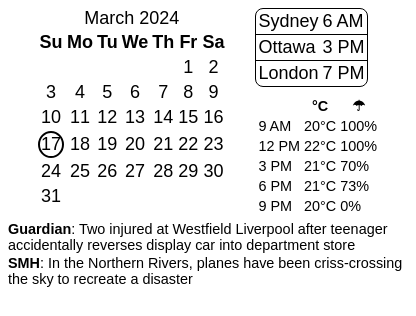 March 2024
Su Mo Tu We Th Fr Sa
1 2
3 4 5 6 7 8 9
10 11 12 13 14 15 16
17 18 19 20 21 22 23
24 25 26 27 28 29 30
31
Sydney 6 AM
Ottawa 3 PM
London 7 PM
°C ☂
9 AM 20°C 100%
12 PM 22°C 100%
3 PM 21°C 70%
6 PM 21°C 73%
9 PM 20°C 0%
Guardian: Two injured at Westfield Liverpool after teenager
accidentally reverses display car into department store
SMH: In the Northern Rivers, planes have been criss-crossing
the sky to recreate a disaster